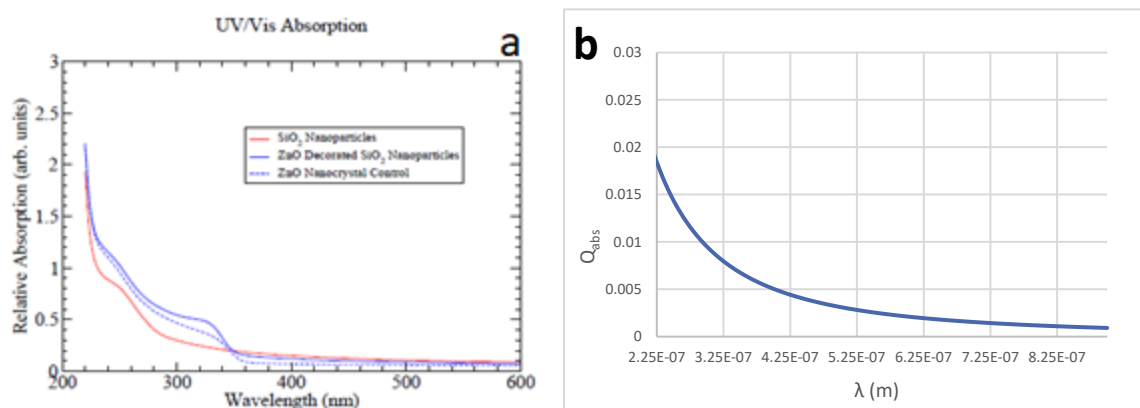 UV/Vis Absorption
a
Relative Absorption (arb. units)
3
2.5
2
1.5
1
0.5
0
SiO₂ Nanoparticles
ZnO Decorated SiO₂ Nanoparticles
ZnO Nanocrystal Control
200 300 400 500 600
Wavelength (nm)
b
Qabs
0.03
0.025
0.02
0.015
0.01
0.005
0
2.25E-07 3.25E-07 4.25E-07 5.25E-07 6.25E-07 7.25E-07 8.25E-07
λ (m)